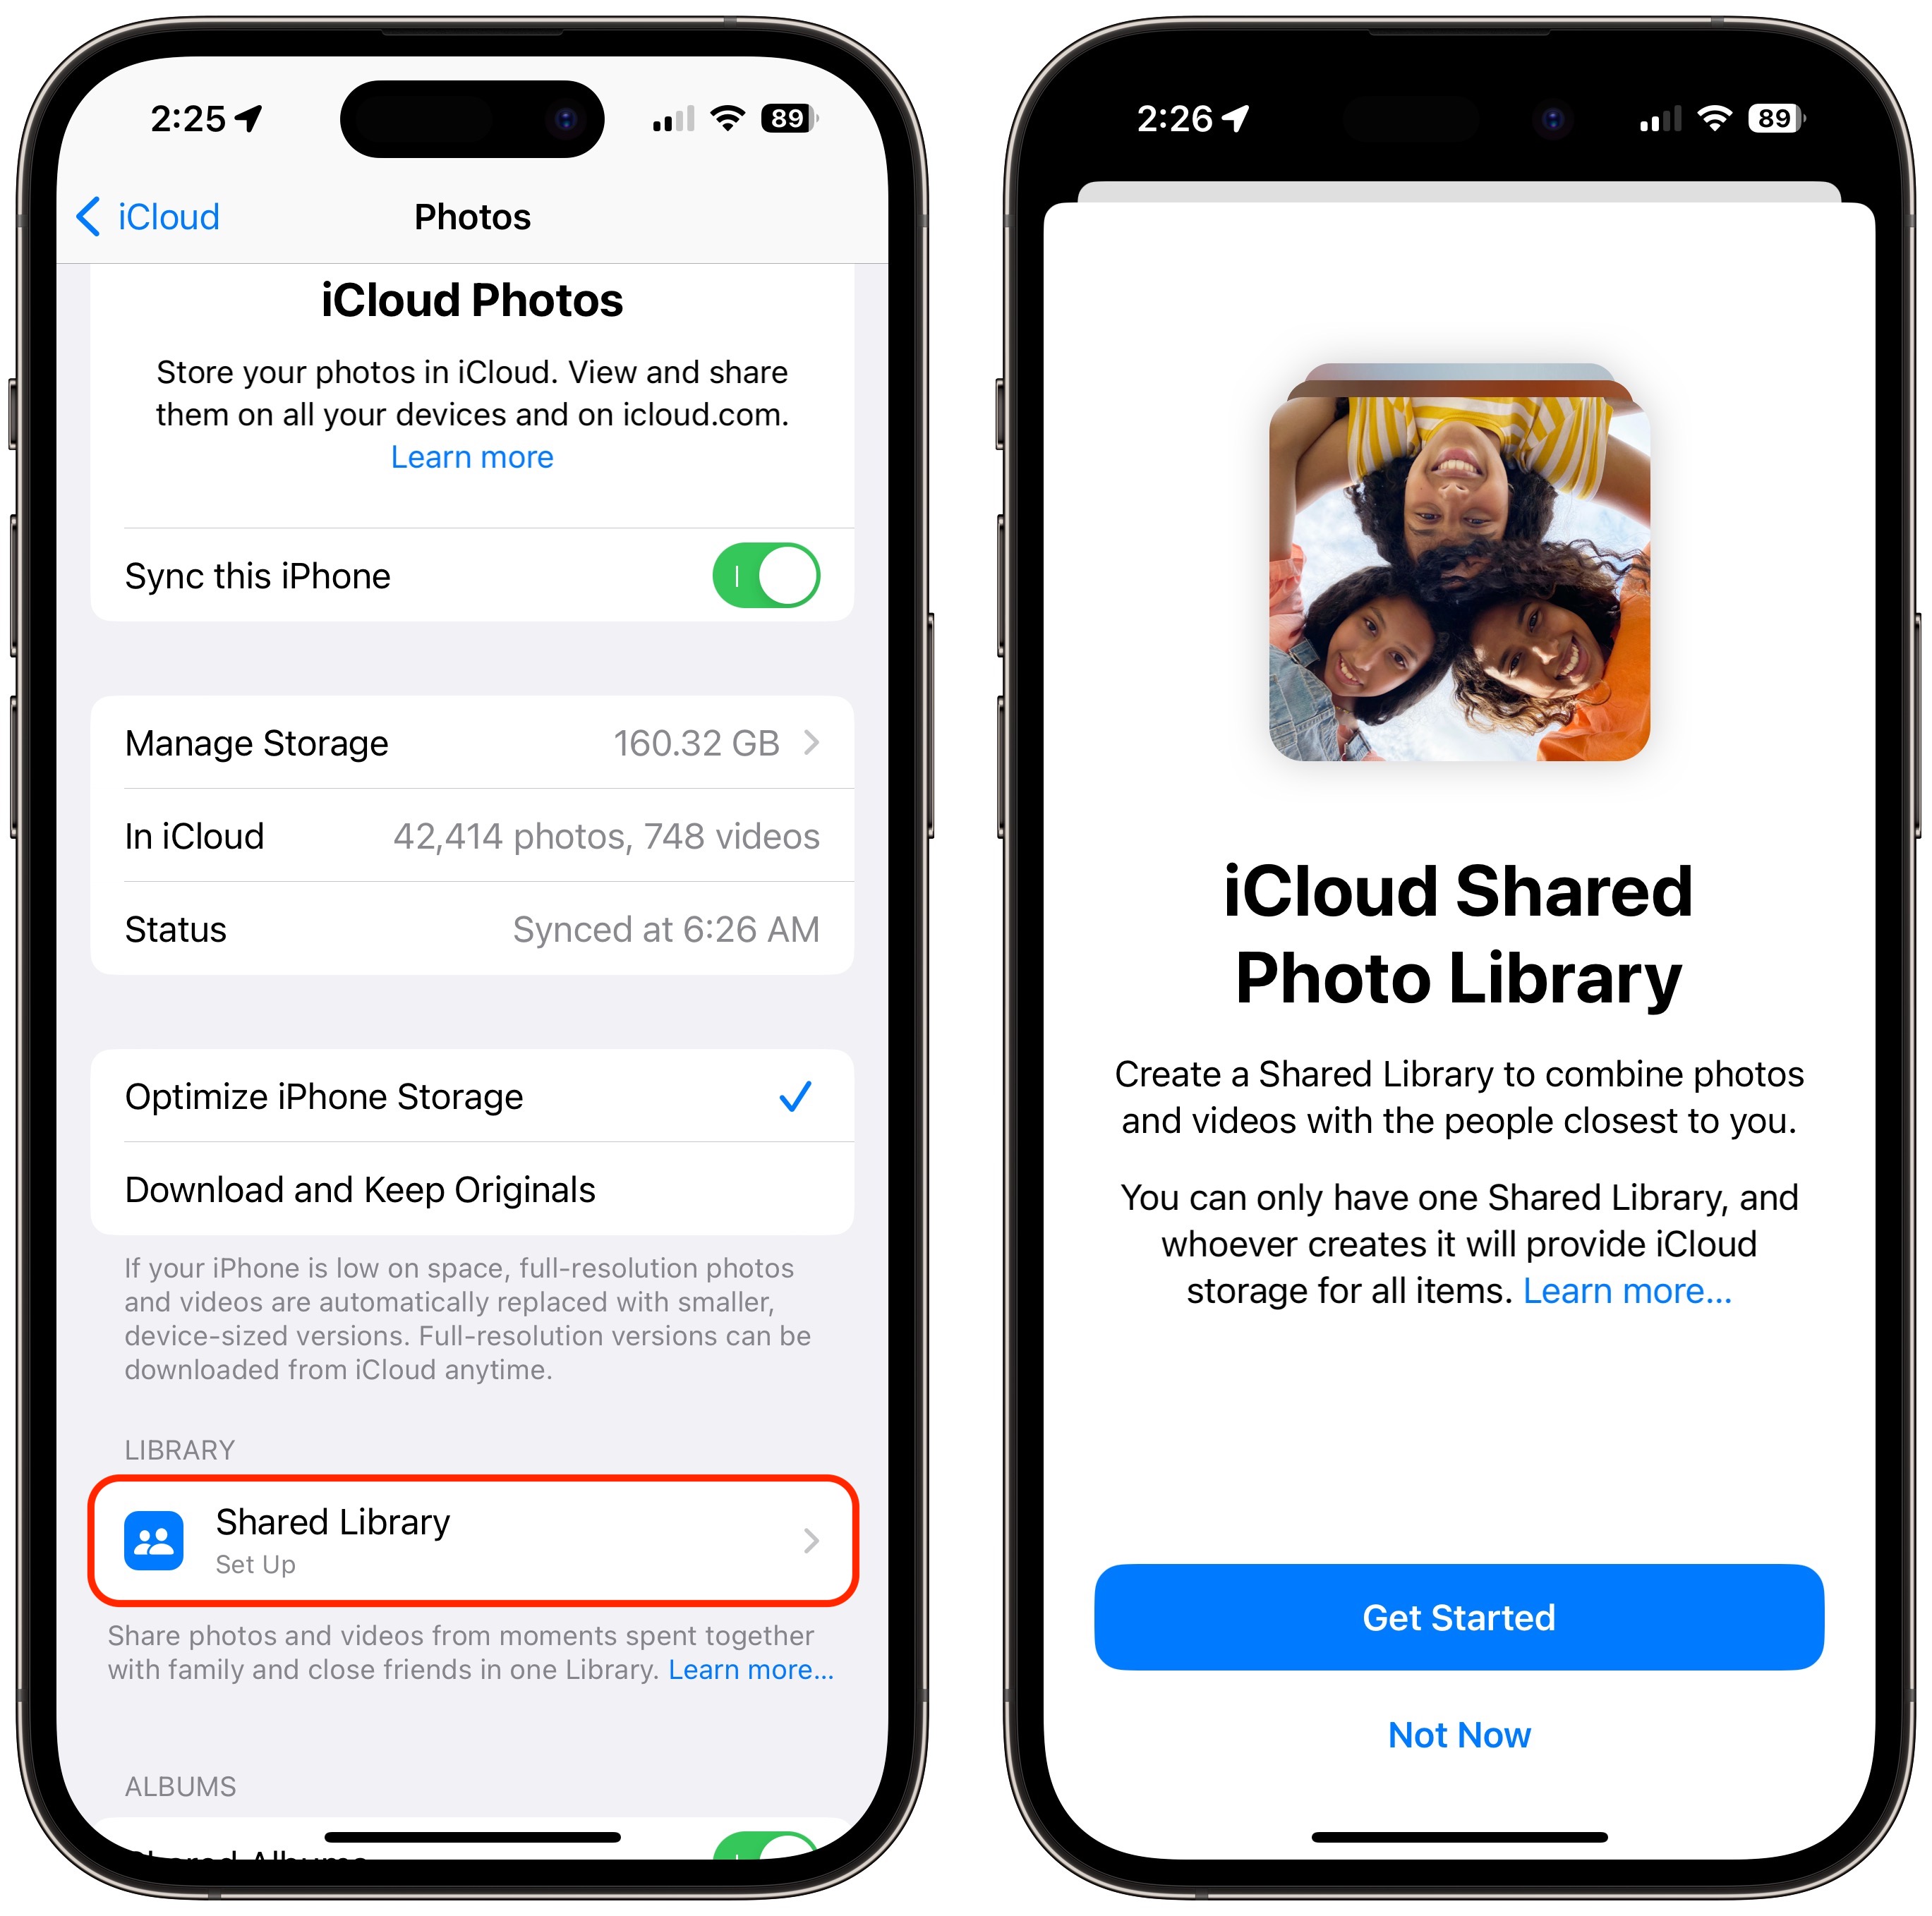 2:25
89
iCloud
Photos
iCloud Photos
Store your photos in iCloud. View and share
them on all your devices and on icloud.com.
Learn more
Sync this iPhone
Manage Storage
160.32 GB
In iCloud
42,414 photos, 748 videos
Status
Synced at 6:26 AM
Optimize iPhone Storage
Download and Keep Originals
If your iPhone is low on space, full-resolution photos
and videos are automatically replaced with smaller,
device-sized versions. Full-resolution versions can be
downloaded from iCloud anytime.
LIBRARY
Shared Library
Set Up
Share photos and videos from moments spent together
with family and close friends in one Library. Learn more...
ALBUMS
Shared Albums
2:26
89
iCloud Shared
Photo Library
Create a Shared Library to combine photos
and videos with the people closest to you.
You can only have one Shared Library, and
whoever creates it will provide iCloud
storage for all items. Learn more...
Get Started
Not Now